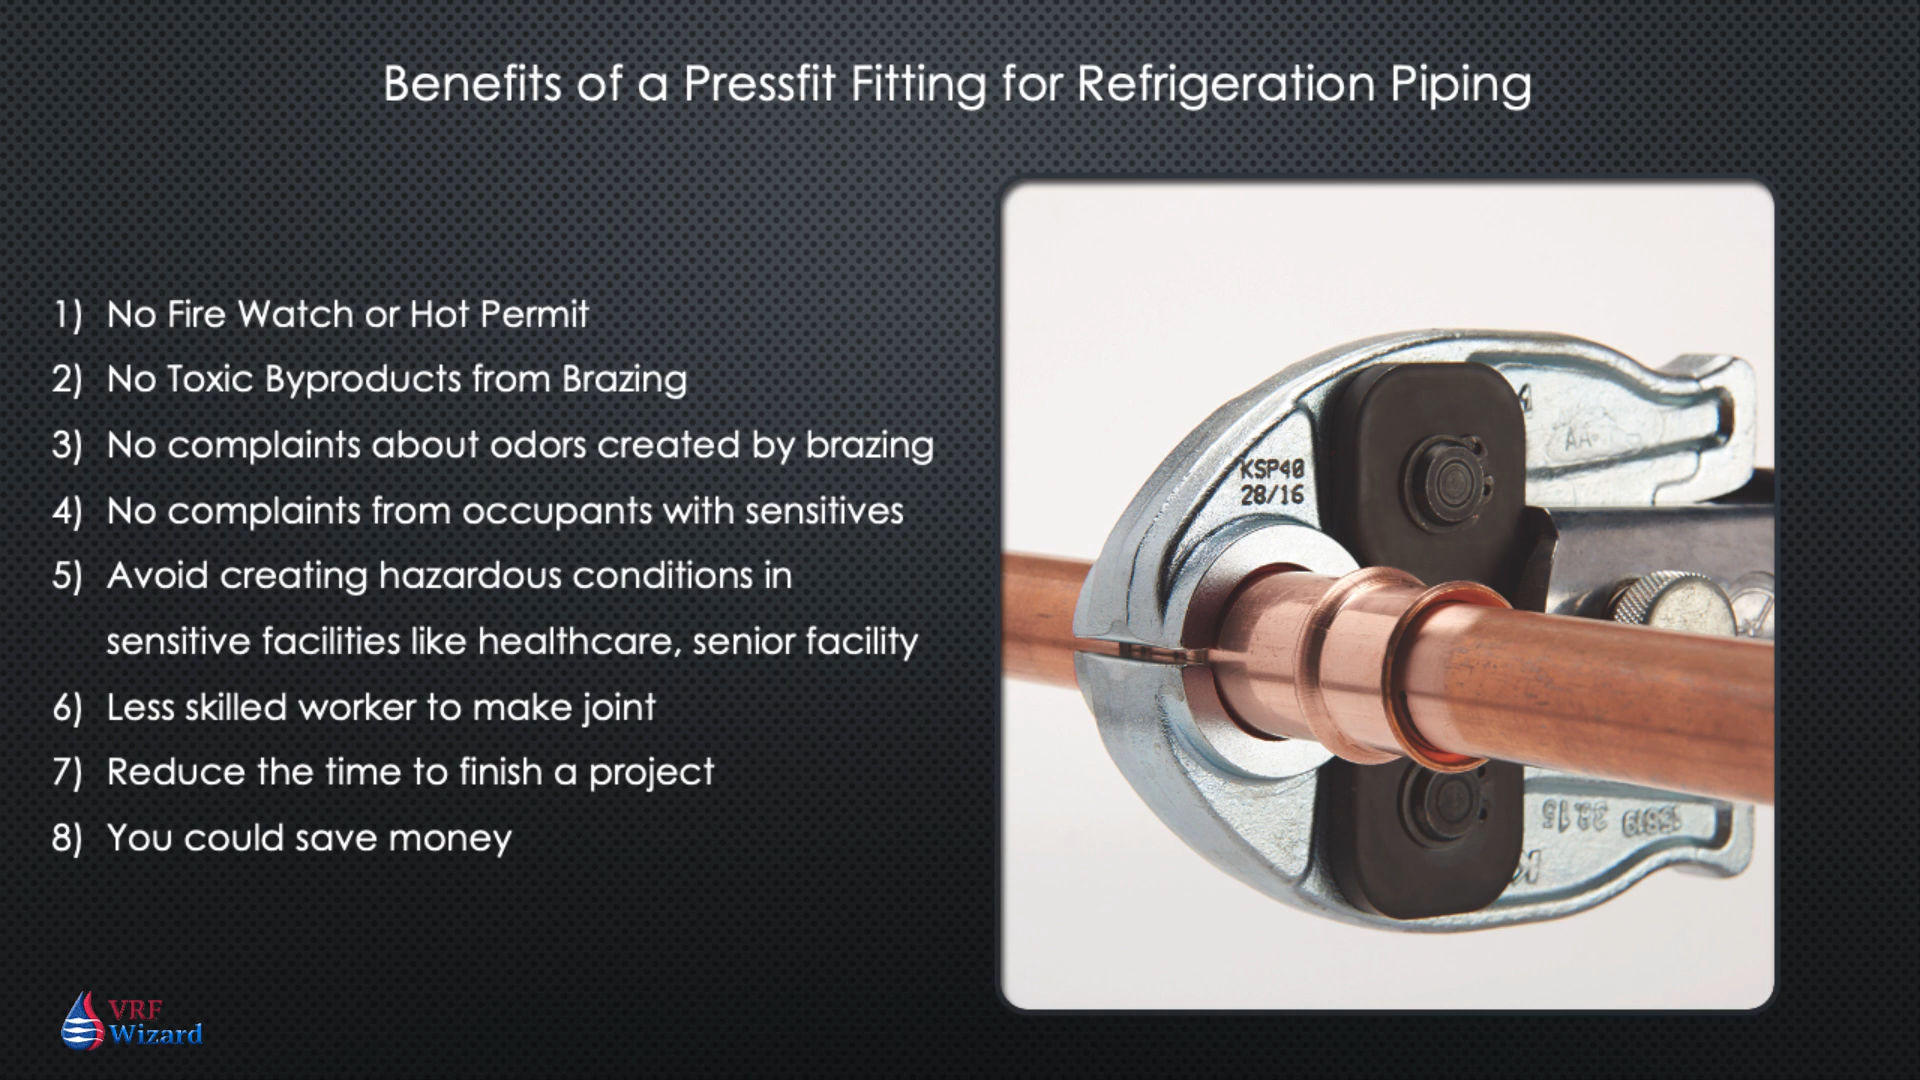 Benefits of a Pressfit Fitting for Refrigeration Piping
1) No Fire Watch or Hot Permit
2) No Toxic Byproducts from Brazing
3) No complaints about odors created by brazing
4) No complaints from occupants with sensitives
5) Avoid creating hazardous conditions in
sensitive facilities like healthcare, senior facility
6) Less skilled worker to make joint
7) Reduce the time to finish a project
8) You could save money
KSP40
28/16
AA
VRF
Wizard